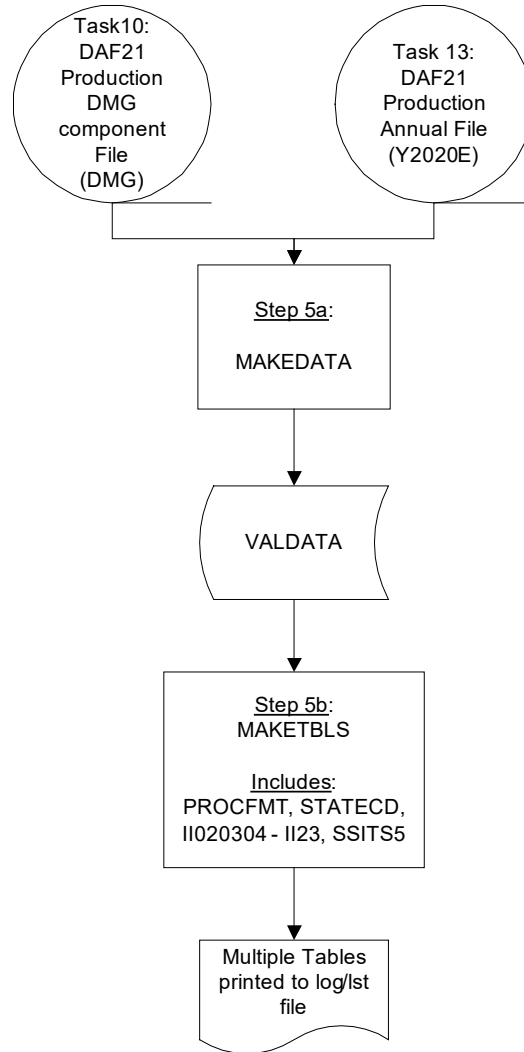 Task10:
DAF21
Production
DMG
component
File
(DMG)
Task 13:
DAF21
Production
Annual File
(Y2020E)
Step 5a:
MAKEDATA
VALDATA
Step 5b:
MAKETBLS
Includes:
PROCFMT, STATECD,
II020304 - II23, SSITS5
Multiple Tables
printed to log/lst
file